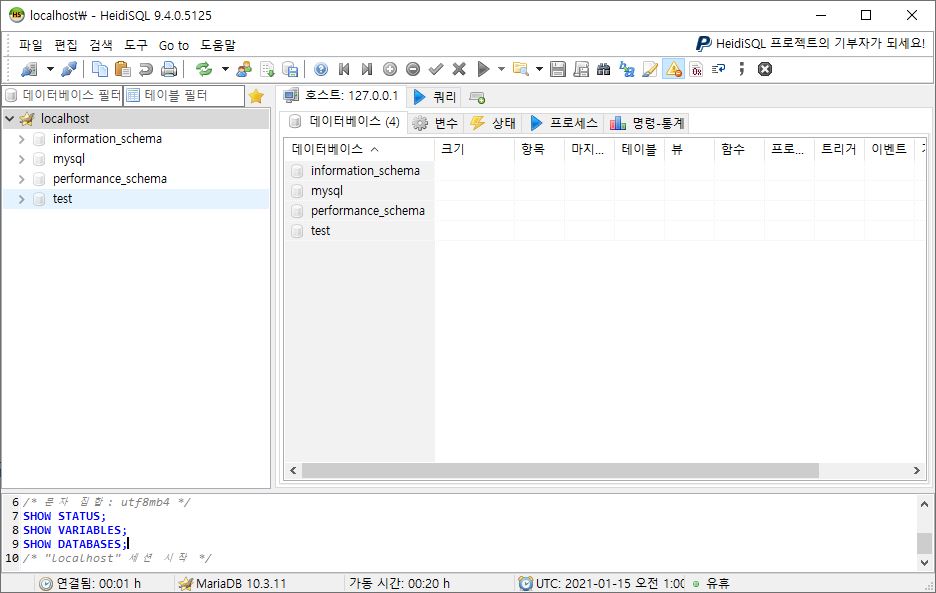 localhost₩ - HeidiSQL 9.4.0.5125
파일 편집 검색 도구 Go to 도움말
HeidiSQL 프로젝트의 기부자가 되세요!
데이터베이스 필터 테이블 필터
호스트: 127.0.0.1 쿼리
localhost
information_schema
mysql
performance_schema
test
데이터베이스 (4) 변수 상태 프로세스 명령-통계
데이터베이스 크기 항목 마지... 테이블 뷰 함수 프로... 트리거 이벤트
information_schema
mysql
performance_schema
test
6 /* 문자 집합: utf8mb4 */
7 SHOW STATUS;
8 SHOW VARIABLES;
9 SHOW DATABASES;
10 /* "localhost" 세션 시작 */
연결됨: 00:01 h MariaDB 10.3.11 가동 시간: 00:20 h UTC: 2021-01-15 오전 1:00 유휴